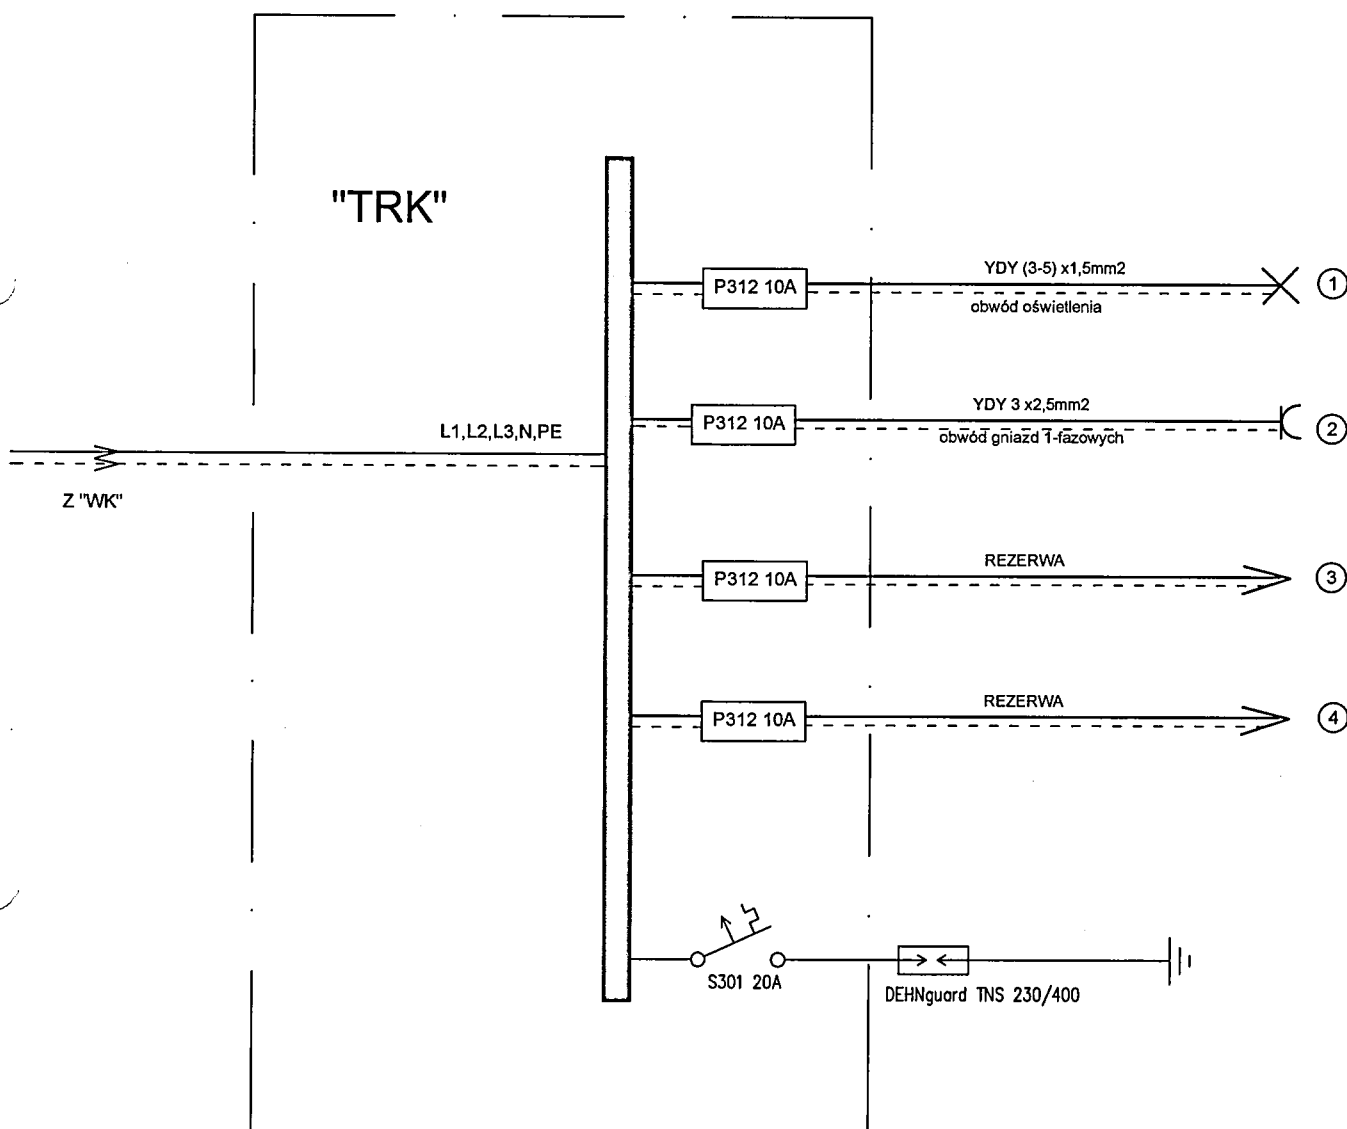 "TRK"
P312 10A
YDY (3-5) x1,5mm2
obwód oświetlenia
1
P312 10A
YDY 3 x2,5mm2
obwód gniazd 1-fazowych
2
L1,L2,L3,N,PE
Z "WK"
P312 10A
REZERWA
3
P312 10A
REZERWA
4
S301 20A
DEHNguard TNS 230/400